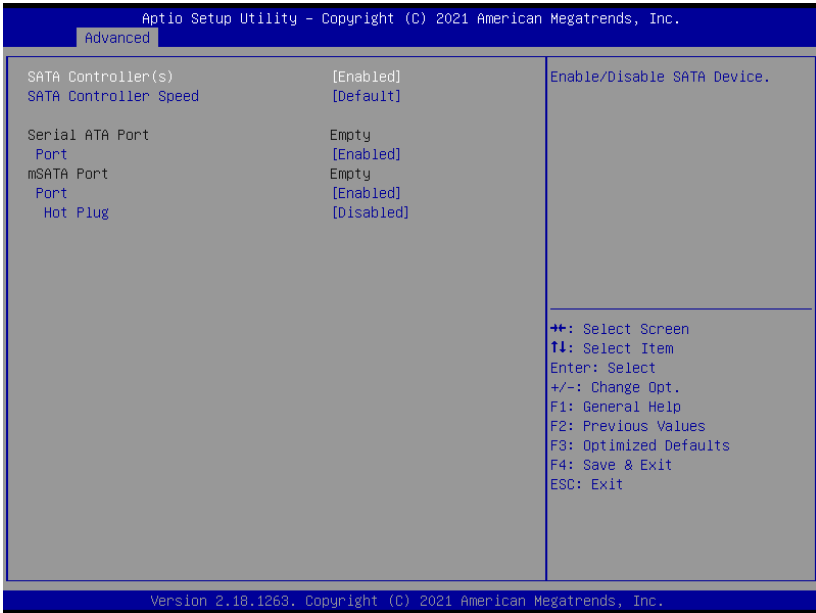 Aptio Setup Utility – Copyright (C) 2021 American Megatrends, Inc.
Advanced
SATA Controller(s) [Enabled]
SATA Controller Speed [Default]
Serial ATA Port Empty
Port [Enabled]
mSATA Port Empty
Port [Enabled]
Hot Plug [Disabled]
Enable/Disable SATA Device.
→←: Select Screen
↑↓: Select Item
Enter: Select
+/-: Change Opt.
F1: General Help
F2: Previous Values
F3: Optimized Defaults
F4: Save & Exit
ESC: Exit
Version 2.18.1263. Copyright (C) 2021 American Megatrends, Inc.